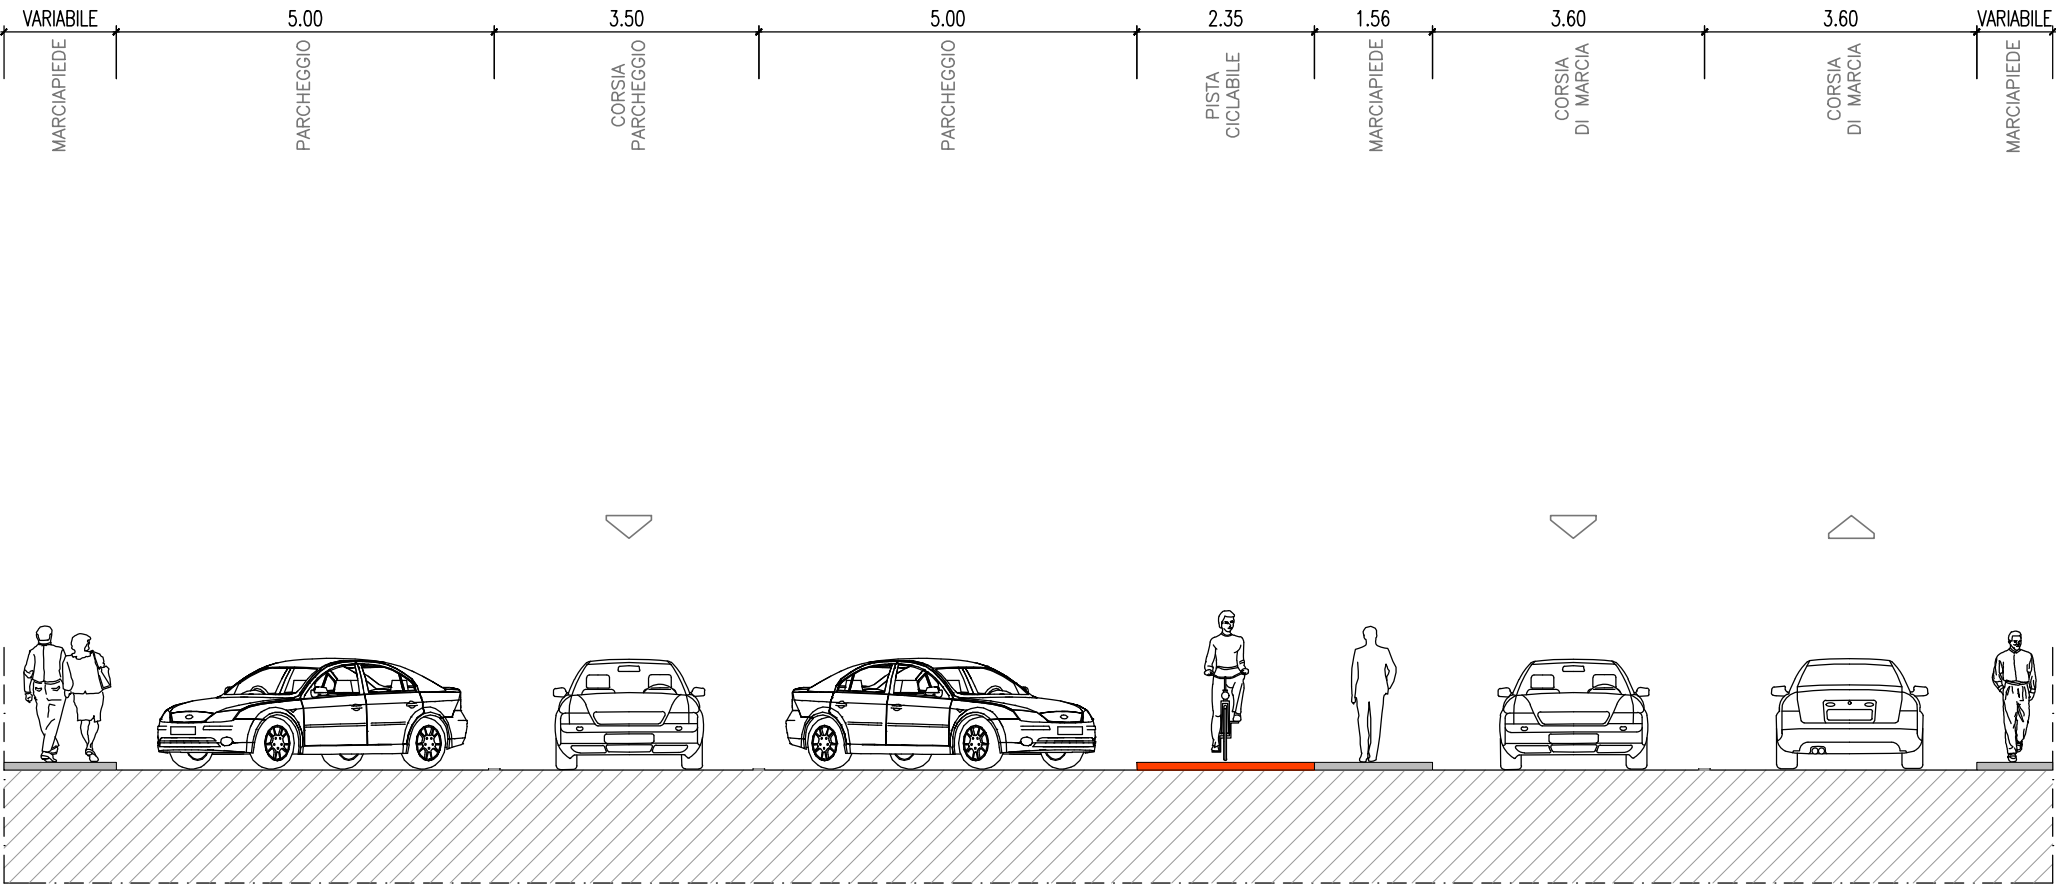 VARIABILE
5.00
3.50
5.00
2.35
1.56
3.60
3.60
VARIABILE
MARCIAPIEDE
PARCHEGGIO
CORSIA
PARCHEGGIO
PARCHEGGIO
PISTA
CICLABILE
MARCIAPIEDE
CORSIA
DI MARCIA
CORSIA
DI MARCIA
MARCIAPIEDE